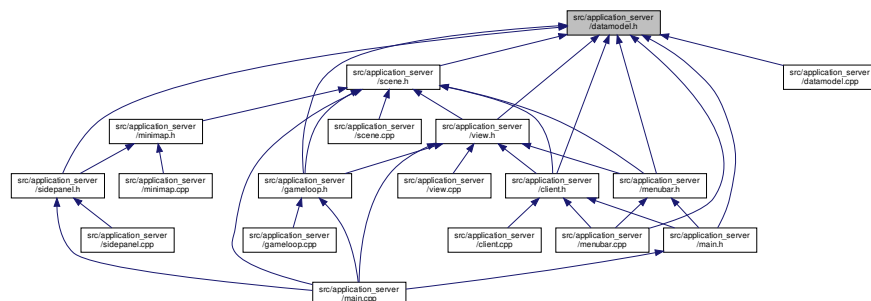 src/application_server
/datamodel.h
src/application_server
/scene.h
src/application_server
/datamodel.cpp
src/application_server
/minimap.h
src/application_server
/scene.cpp
src/application_server
/view.h
src/application_server
/sidepanel.h
src/application_server
/minimap.cpp
src/application_server
/gameloop.h
src/application_server
/view.cpp
src/application_server
/client.h
src/application_server
/menubar.h
src/application_server
/sidepanel.cpp
src/application_server
/gameloop.cpp
src/application_server
/client.cpp
src/application_server
/menubar.cpp
src/application_server
/main.h
src/application_server
/main.cpp